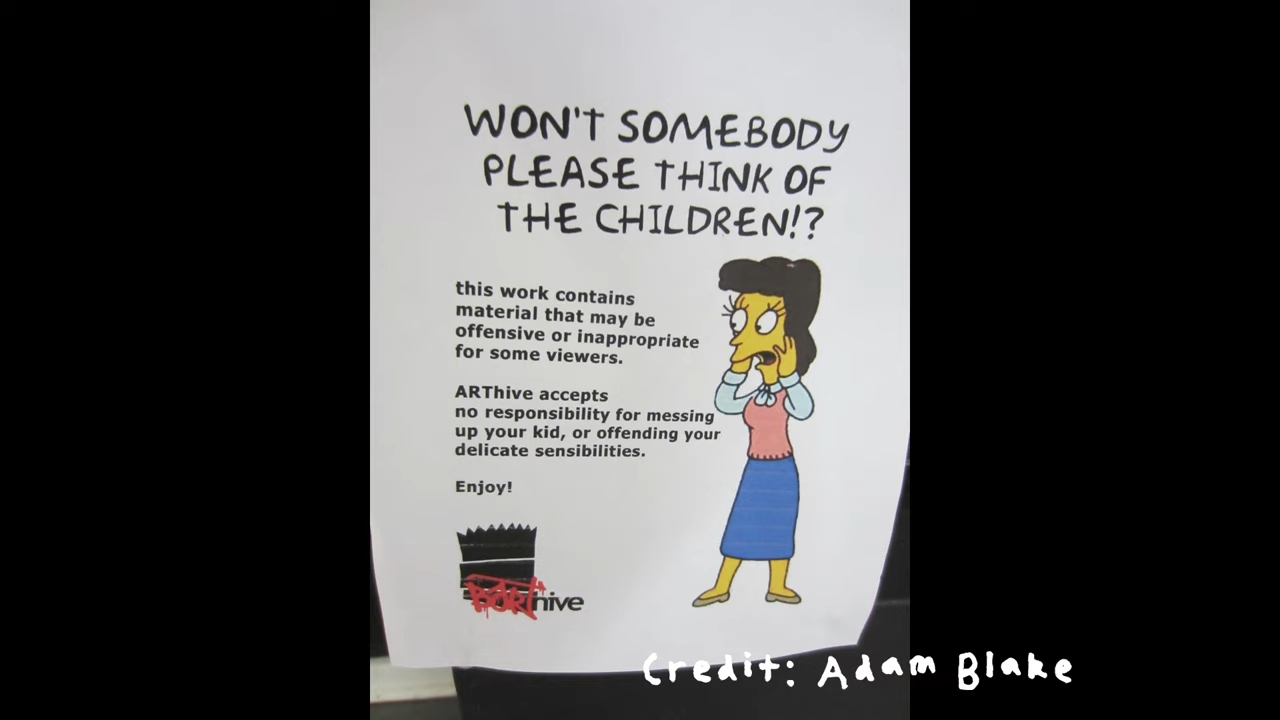 WON'T SOMEBODY
PLEASE THINK OF
THE CHILDREN!?
this work contains
material that may be
offensive or inappropriate
for some viewers.
ARThive accepts
no responsibility for messing
up your kid, or offending your
delicate sensibilities.
Enjoy!
BARThive
Credit: Adam Blake